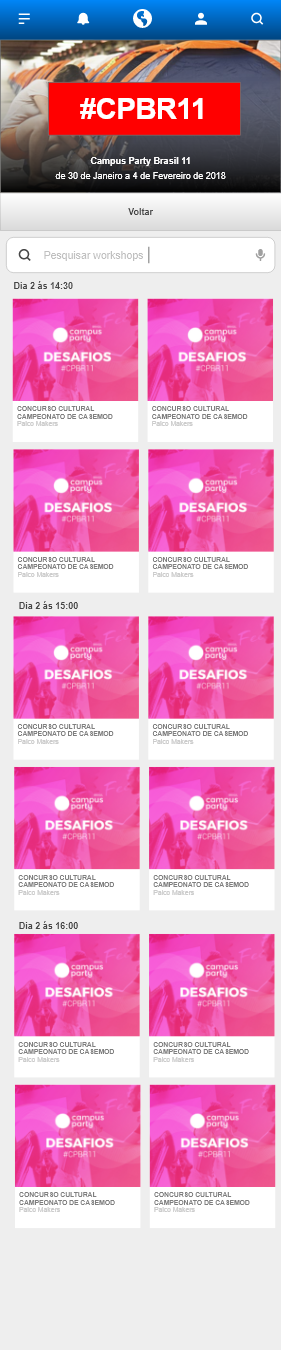 #CPBR11
Campus Party Brasil 11
de 30 de Janeiro a 4 de Fevereiro de 2018
Voltar
Pesquisar workshops
Dia 2 ás 14:30
campus party
DESAFIOS
#CPBR11
CONCURSO CULTURAL
CAMPEONATO DE CASEMOD
Palco Makers
campus party
DESAFIOS
#CPBR11
CONCURSO CULTURAL
CAMPEONATO DE CASEMOD
Palco Makers
campus party
DESAFIOS
#CPBR11
CONCURSO CULTURAL
CAMPEONATO DE CASEMOD
Palco Makers
campus party
DESAFIOS
#CPBR11
CONCURSO CULTURAL
CAMPEONATO DE CASEMOD
Palco Makers
Dia 2 ás 15:00
campus party
DESAFIOS
#CPBR11
CONCURSO CULTURAL
CAMPEONATO DE CASEMOD
Palco Makers
campus party
DESAFIOS
#CPBR11
CONCURSO CULTURAL
CAMPEONATO DE CASEMOD
Palco Makers
campus party
DESAFIOS
#CPBR11
CONCURSO CULTURAL
CAMPEONATO DE CASEMOD
Palco Makers
campus party
DESAFIOS
#CPBR11
CONCURSO CULTURAL
CAMPEONATO DE CASEMOD
Palco Makers
Dia 2 ás 16:00
campus party
DESAFIOS
#CPBR11
CONCURSO CULTURAL
CAMPEONATO DE CASEMOD
Palco Makers
campus party
DESAFIOS
#CPBR11
CONCURSO CULTURAL
CAMPEONATO DE CASEMOD
Palco Makers
campus party
DESAFIOS
#CPBR11
CONCURSO CULTURAL
CAMPEONATO DE CASEMOD
Palco Makers
campus party
DESAFIOS
#CPBR11
CONCURSO CULTURAL
CAMPEONATO DE CASEMOD
Palco Makers